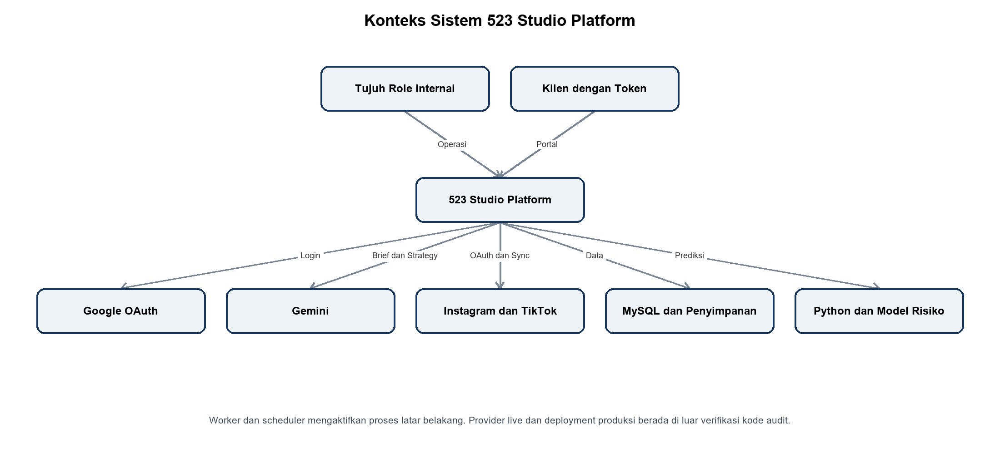 Konteks Sistem 523 Studio Platform
Tujuh Role Internal
Klien dengan Token
Operasi
Portal
523 Studio Platform
Login
Brief dan Strategy
OAuth dan Sync
Data
Prediksi
Google OAuth
Gemini
Instagram dan TikTok
MySQL dan Penyimpanan
Python dan Model Risiko
Worker dan scheduler mengaktifkan proses latar belakang. Provider live dan deployment produksi berada di luar verifikasi kode audit.